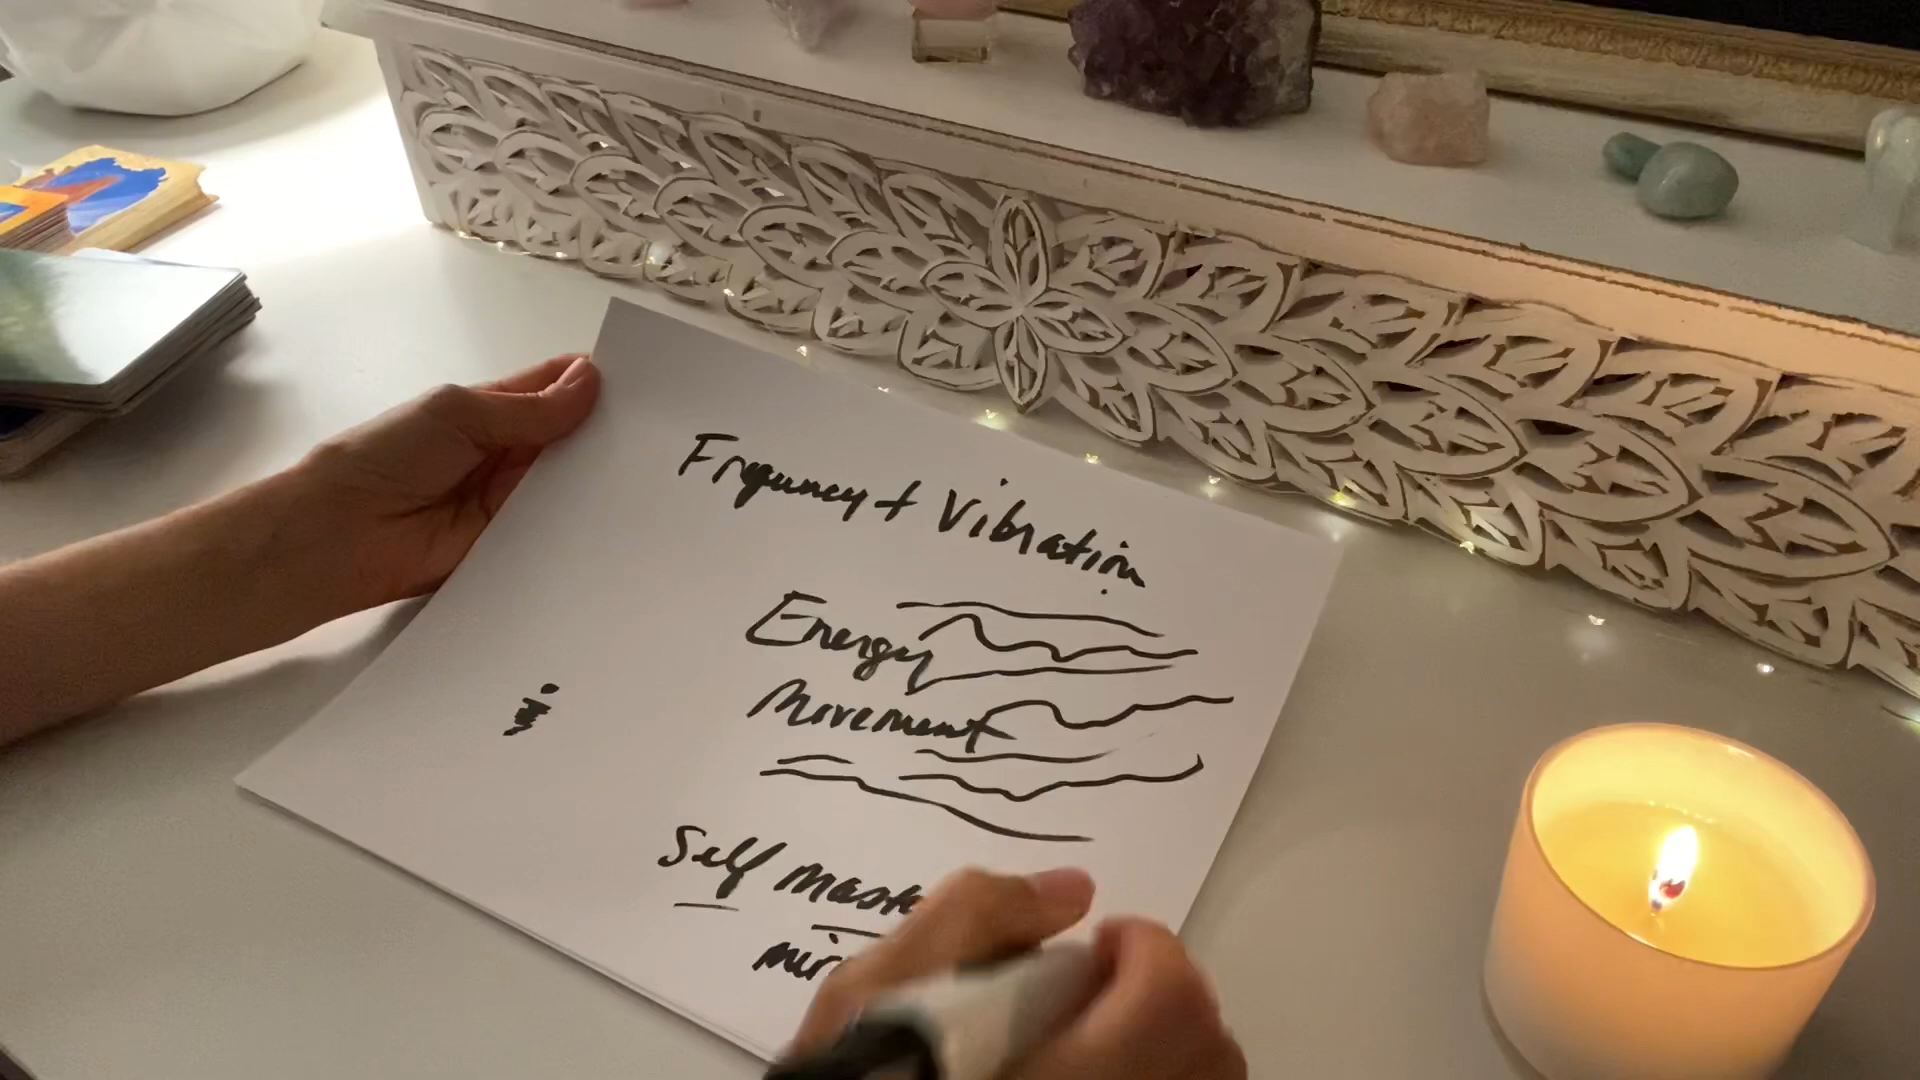 Frequency + Vibration
Energy
Movement
Self